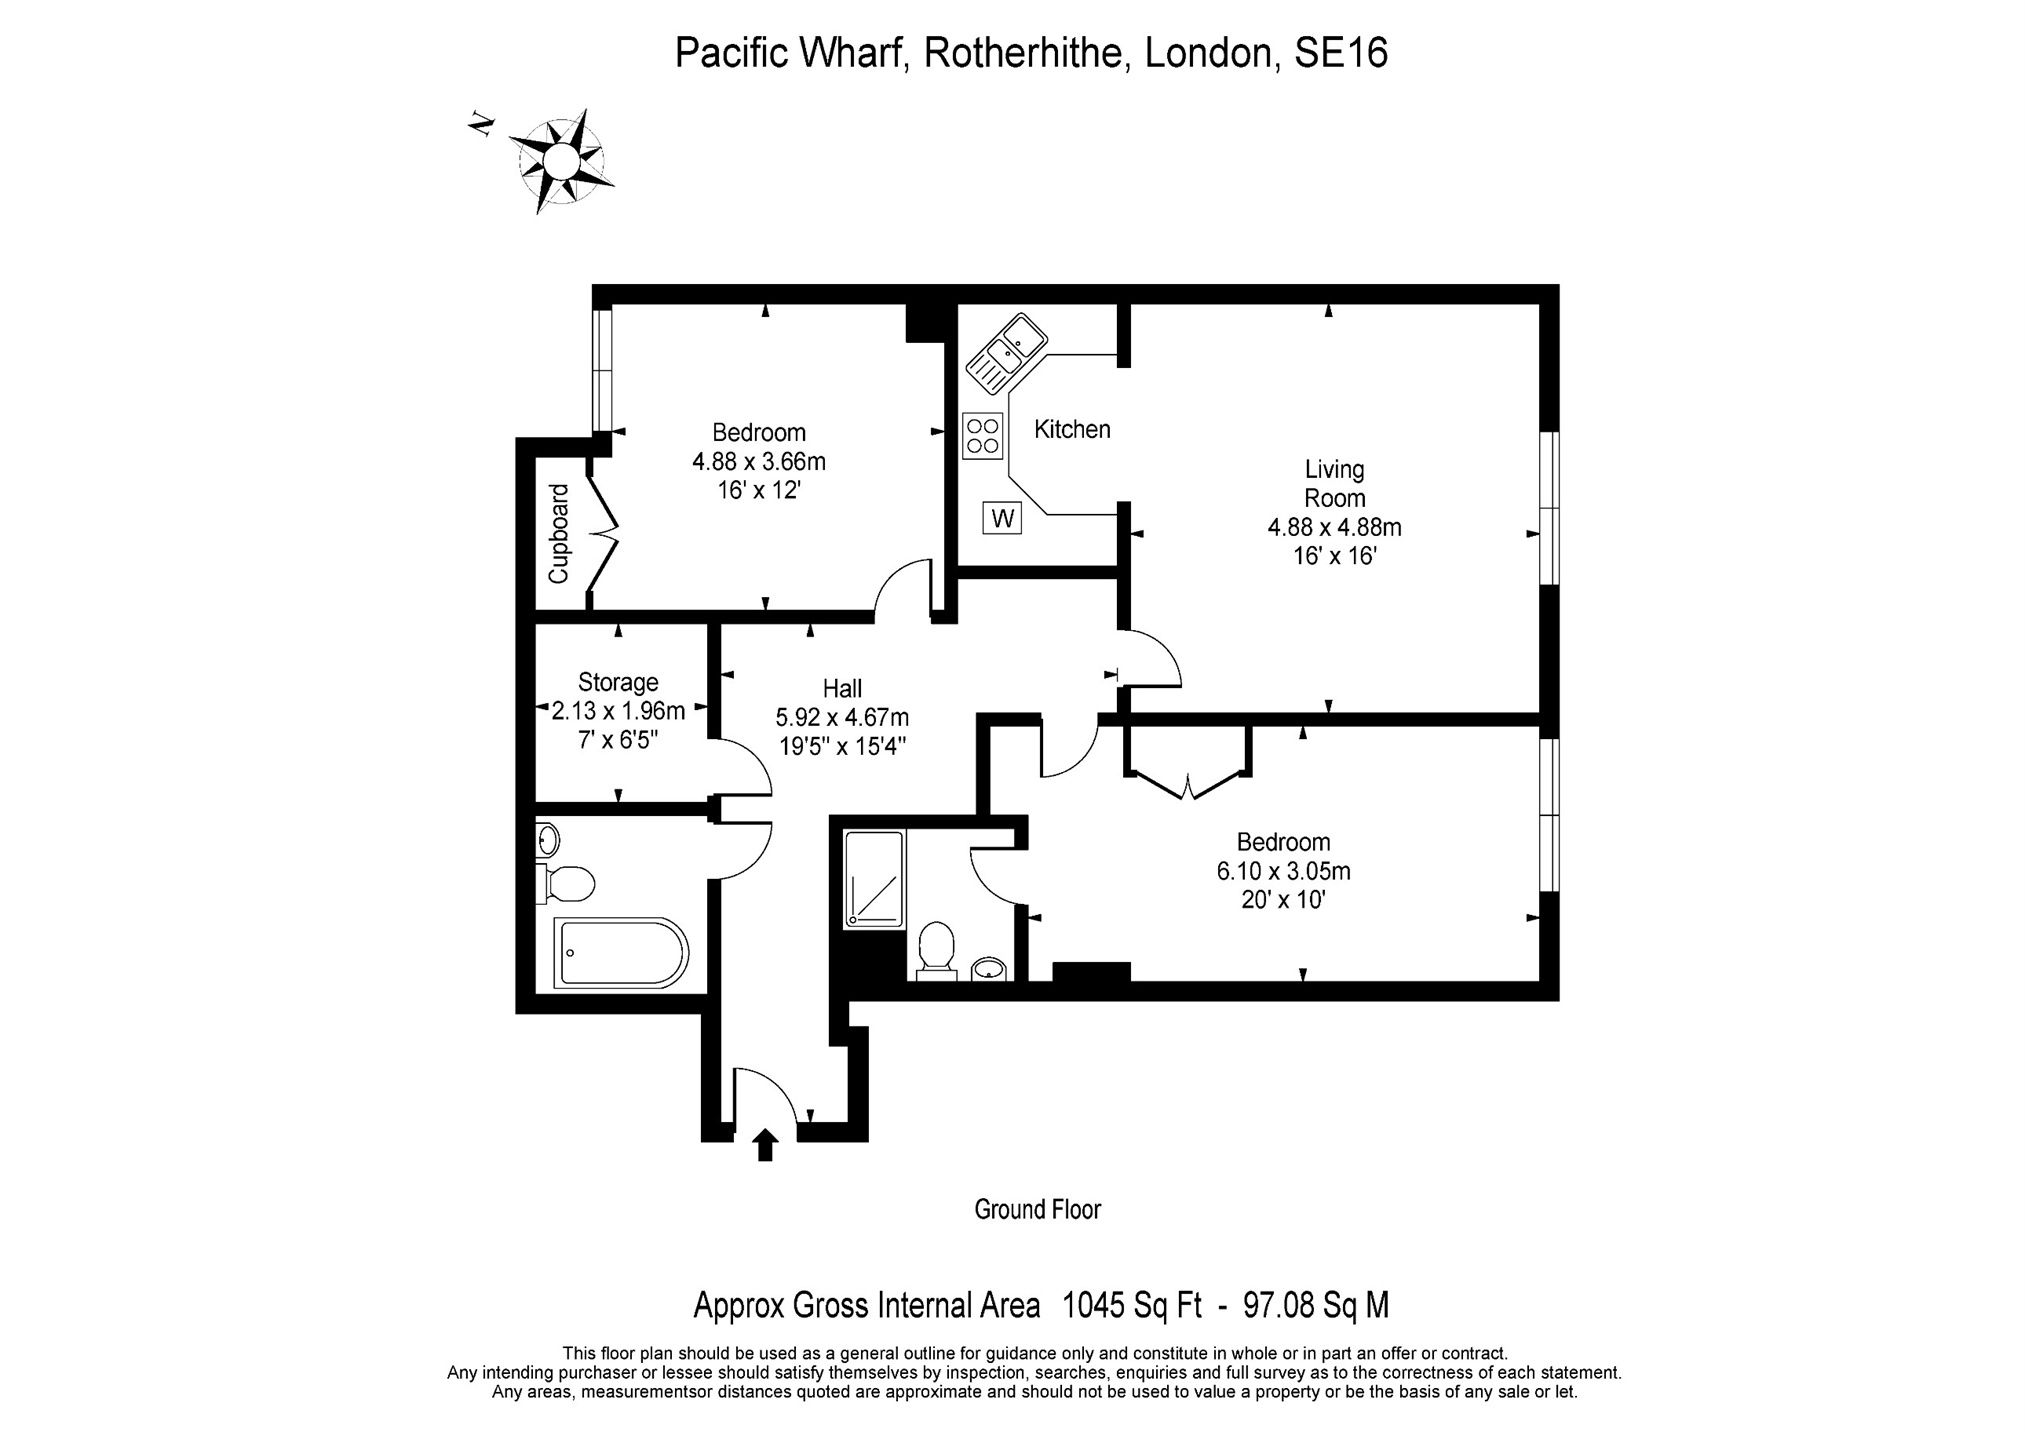 Pacific Wharf, Rotherhithe, London, SE16
N
Bedroom
4.88 x 3.66m
16' x 12'
Kitchen
W
Living
Room
4.88 x 4.88m
16' x 16'
Cupboard
Storage
2.13 x 1.96m
7' x 6'5"
Hall
5.92 x 4.67m
19'5" x 15'4"
Bedroom
6.10 x 3.05m
20' x 10'
Ground Floor
Approx Gross Internal Area 1045 Sq Ft - 97.08 Sq M
This floor plan should be used as a general outline for guidance only and constitute in whole or in part an offer or contract.
Any intending purchaser or lessee should satisfy themselves by inspection, searches, enquiries and full survey as to the correctness of each statement.
Any areas, measurementsor distances quoted are approximate and should not be used to value a property or be the basis of any sale or let.